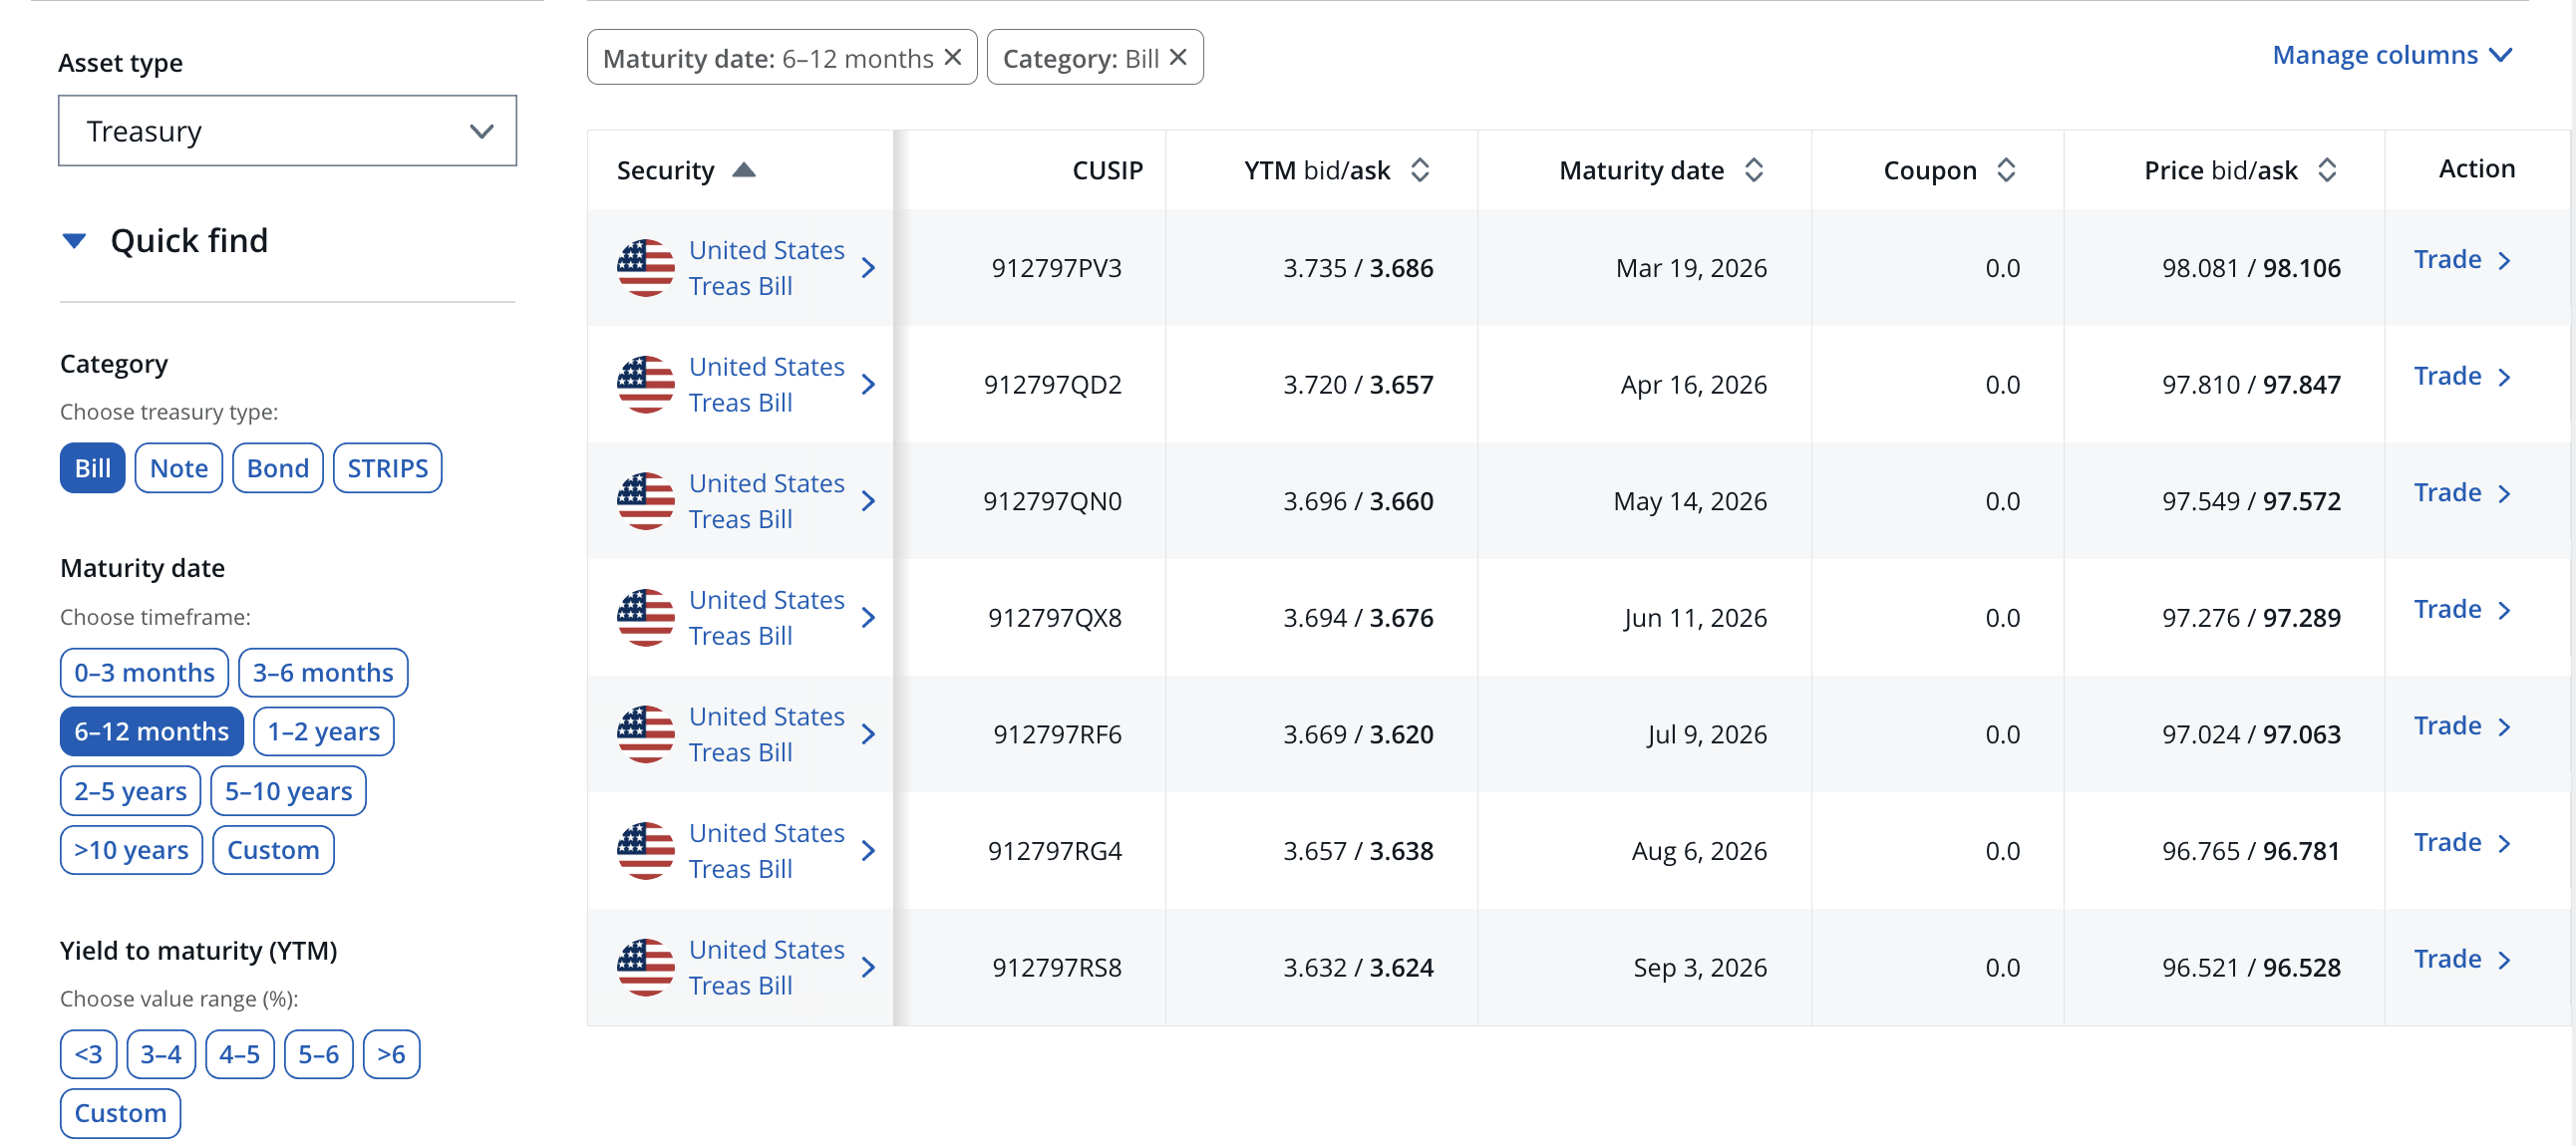 Asset type
Treasury
Quick find
Category
Choose treasury type:
Bill Note Bond STRIPS
Maturity date
Choose timeframe:
0–3 months 3–6 months
6–12 months 1–2 years
2–5 years 5–10 years
>10 years Custom
Yield to maturity (YTM)
Choose value range (%):
<3 3–4 4–5 5–6 >6
Custom
Maturity date: 6–12 months Category: Bill Manage columns
Security CUSIP YTM bid/ask Maturity date Coupon Price bid/ask Action
United States
Treas Bill 912797PV3 3.735 / 3.686 Mar 19, 2026 0.0 98.081 / 98.106 Trade
United States
Treas Bill 912797QD2 3.720 / 3.657 Apr 16, 2026 0.0 97.810 / 97.847 Trade
United States
Treas Bill 912797QN0 3.696 / 3.660 May 14, 2026 0.0 97.549 / 97.572 Trade
United States
Treas Bill 912797QX8 3.694 / 3.676 Jun 11, 2026 0.0 97.276 / 97.289 Trade
United States
Treas Bill 912797RF6 3.669 / 3.620 Jul 9, 2026 0.0 97.024 / 97.063 Trade
United States
Treas Bill 912797RG4 3.657 / 3.638 Aug 6, 2026 0.0 96.765 / 96.781 Trade
United States
Treas Bill 912797RS8 3.632 / 3.624 Sep 3, 2026 0.0 96.521 / 96.528 Trade